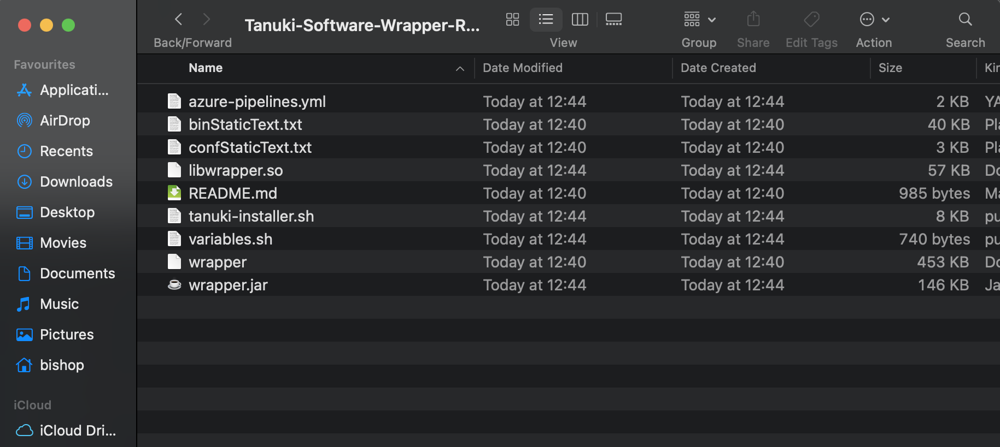 Tanuki-Software-Wrapper-R...
Back/Forward
View
Group
Share
Edit Tags
Action
Search
Favourites
Applicati...
AirDrop
Recents
Downloads
Desktop
Movies
Documents
Music
Pictures
bishop
iCloud
iCloud Dri...
Name Date Modified Date Created Size Kin
azure-pipelines.yml Today at 12:44 Today at 12:44 2 KB YA
binStaticText.txt Today at 12:40 Today at 12:40 40 KB Pla
confStaticText.txt Today at 12:40 Today at 12:40 3 KB Pla
libwrapper.so Today at 12:44 Today at 12:44 57 KB Do
README.md Today at 12:40 Today at 12:40 985 bytes Ma
tanuki-installer.sh Today at 12:44 Today at 12:44 8 KB pu
variables.sh Today at 12:44 Today at 12:44 740 bytes pu
wrapper Today at 12:40 Today at 12:40 453 KB Do
wrapper.jar Today at 12:44 Today at 12:44 146 KB Ja